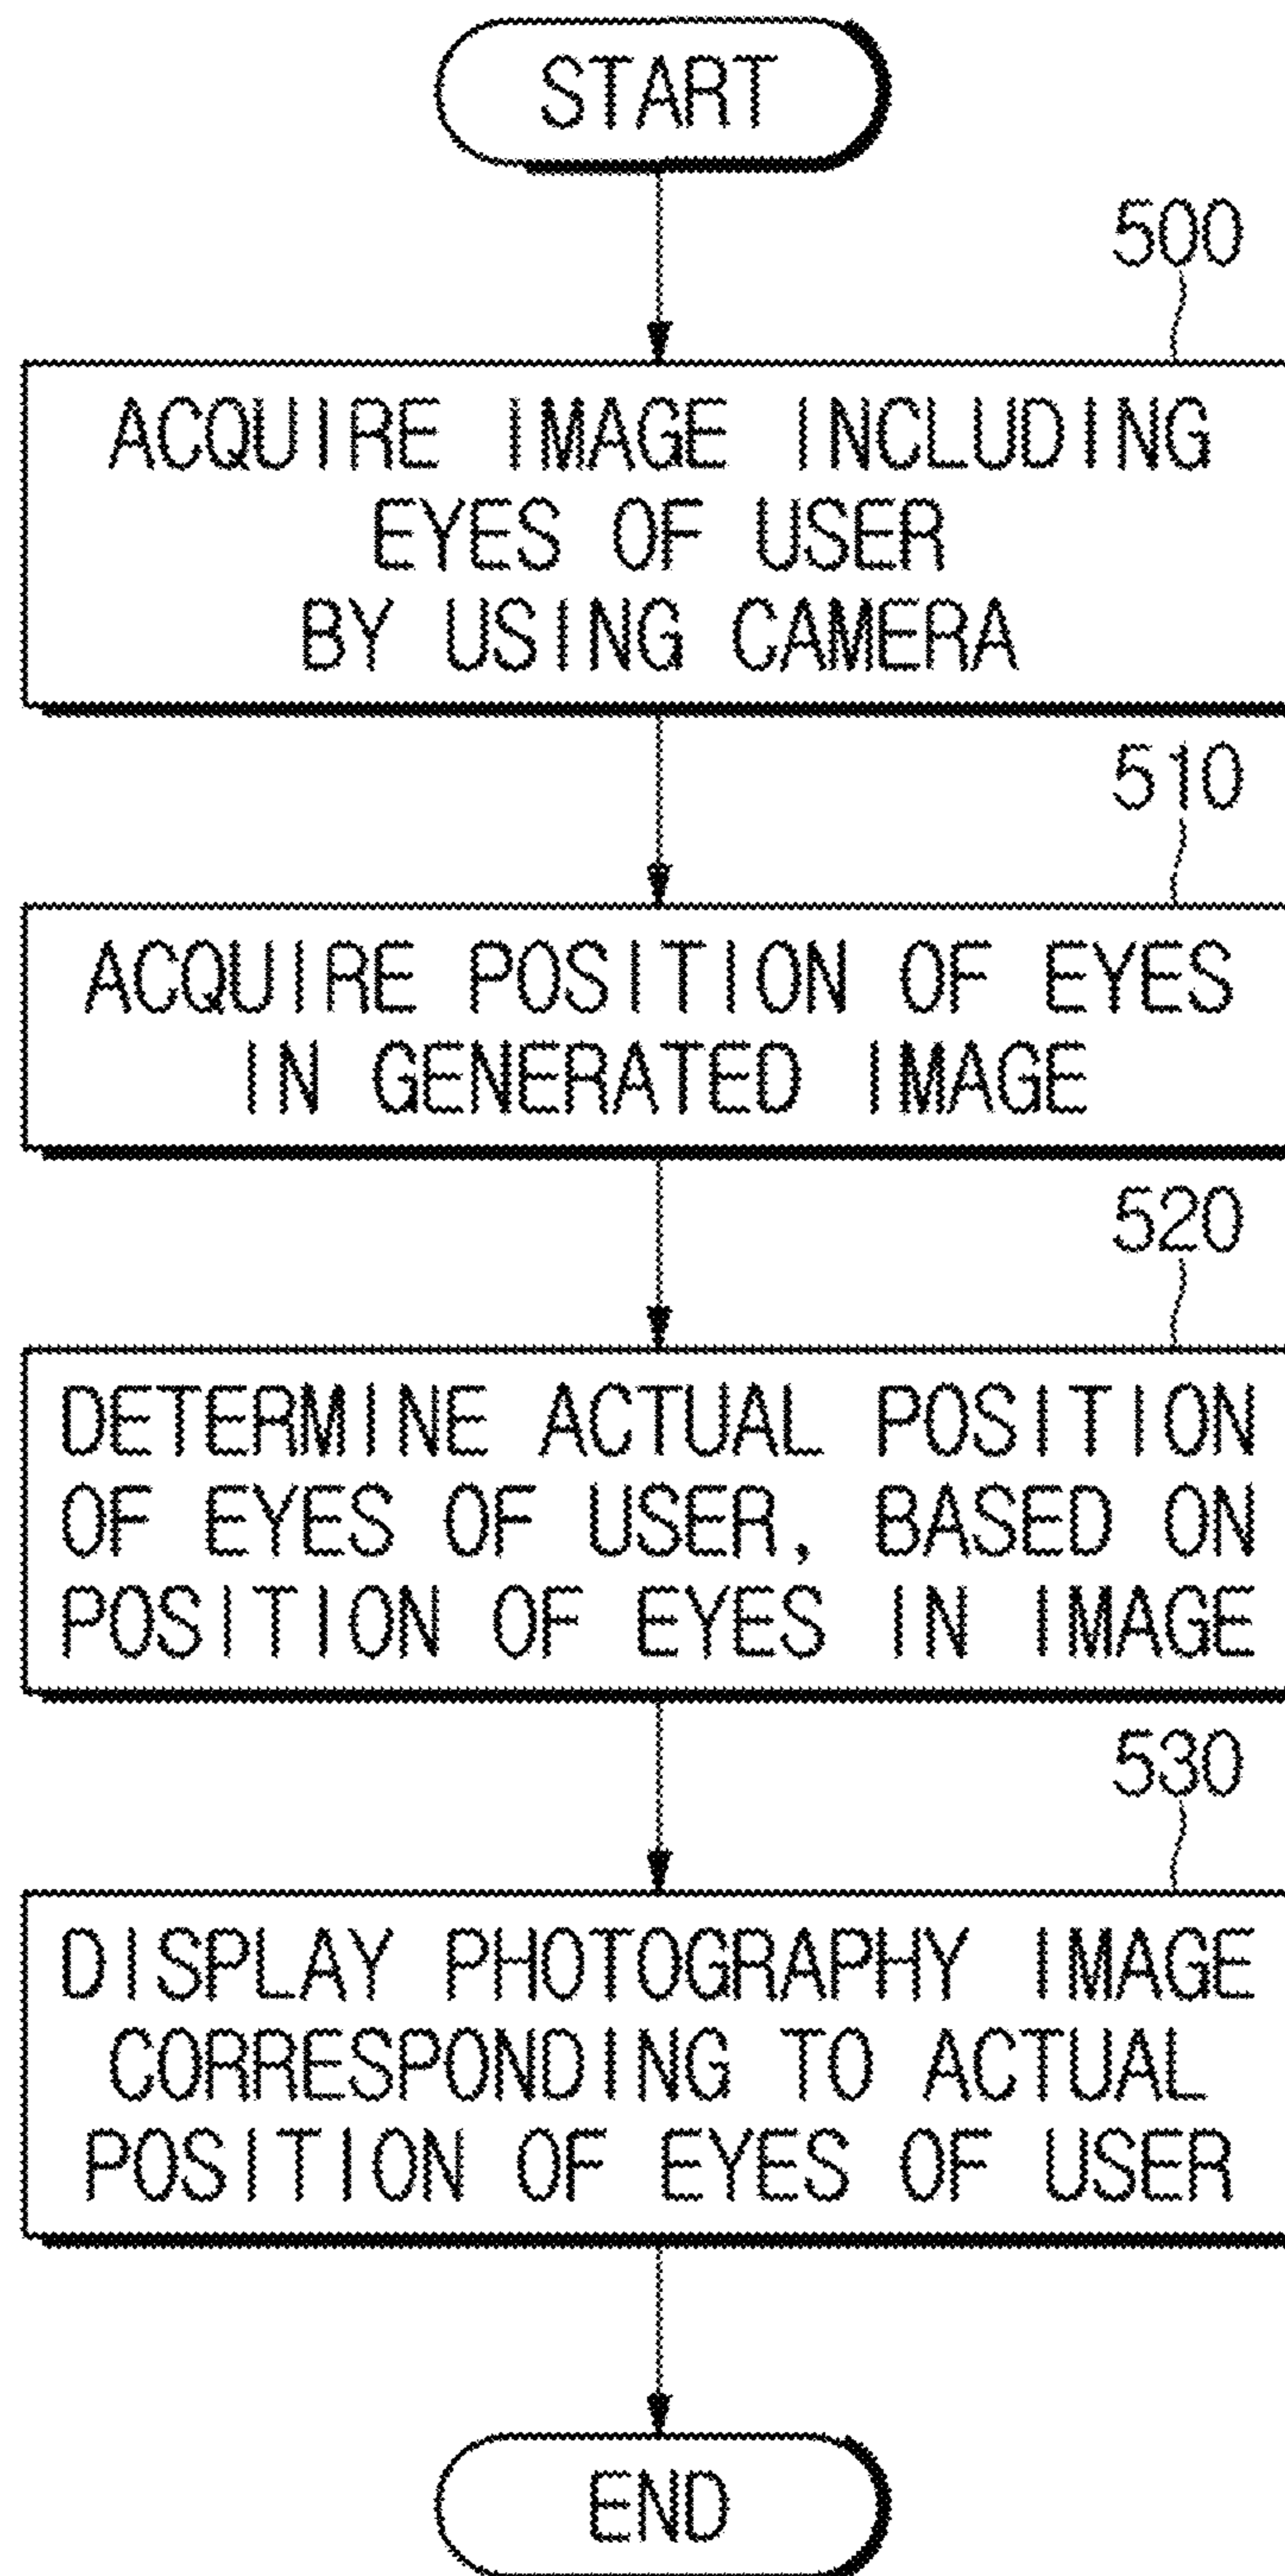 START
500
ACQUIRE IMAGE INCLUDING
EYES OF USER
BY USING CAMERA
510
ACQUIRE POSITION OF EYES
IN GENERATED IMAGE
520
DETERMINE ACTUAL POSITION
OF EYES OF USER, BASED ON
POSITION OF EYES IN IMAGE
530
DISPLAY PHOTOGRAPHY IMAGE
CORRESPONDING TO ACTUAL
POSITION OF EYES OF USER
END